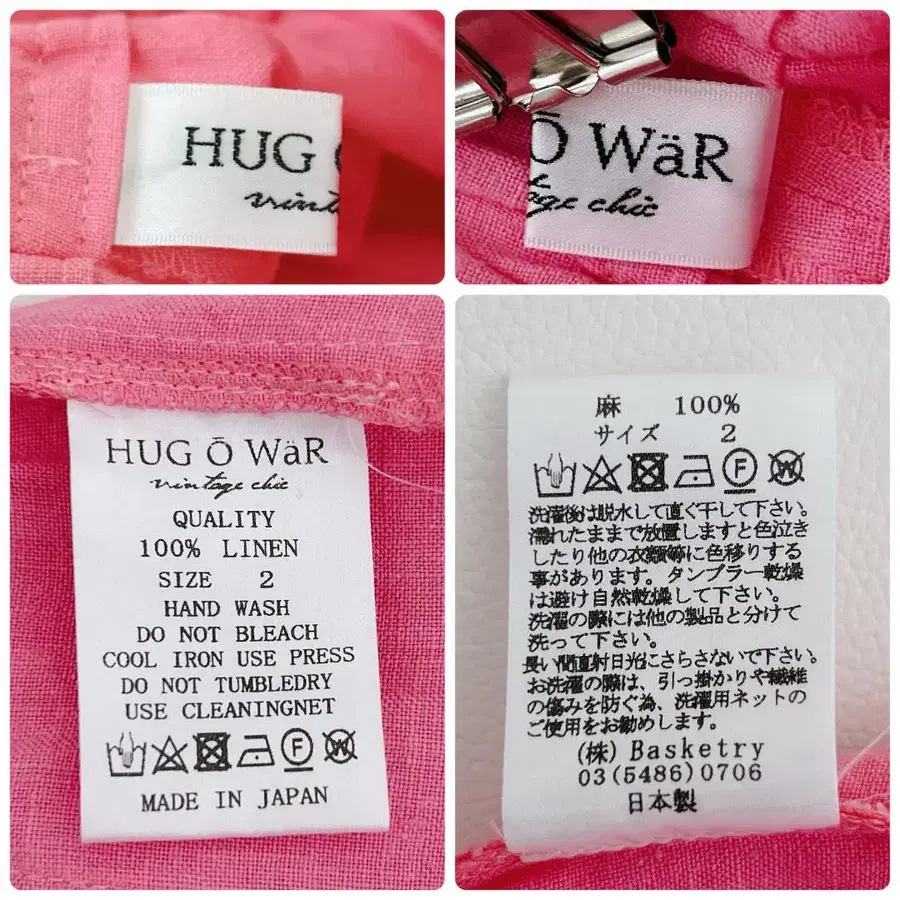 HUG Ō
Ō WäR
vintage chic
HUG Ō WäR
vintage chic
QUALITY
100% LINEN
SIZE 2
HAND WASH
DO NOT BLEACH
COOL IRON USE PRESS
DO NOT TUMBLEDRY
USE CLEANINGNET
F W
MADE IN JAPAN
麻 100%
サイズ 2
F W
洗濯後は脱水して直ぐ干して下さい。
濡れたままで放置しますと色泣き
したり他の衣類等に色移りする
事があります。タンブラー乾燥
は避け自然乾燥して下さい。
洗濯の際には他の製品と分けて
洗って下さい。
長い間直射日光にさらさないで下さい。
お洗濯の際は、引っ掛かりや繊維
の傷みを防ぐ為、洗濯用ネットの
ご使用をお勧めします。
(株) Basketry
03(5486)0706
日本製